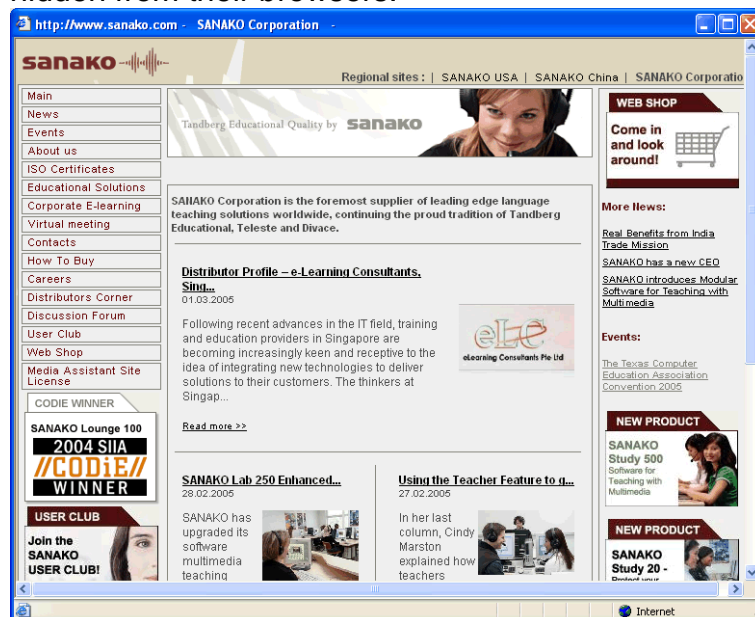 hidden from their browsers.
http://www.sanako.com - SANAKO Corporation -
sanako
Regional sites : | SANAKO USA | SANAKO China | SANAKO Corporatio
Main
News
Events
About us
ISO Certificates
Educational Solutions
Corporate E-learning
Virtual meeting
Contacts
How To Buy
Careers
Distributors Corner
Discussion Forum
User Club
Web Shop
Media Assistant Site
License
CODIE WINNER
SANAKO Lounge 100
2004 SIIA
//CODiE//
WINNER
USER CLUB
Join the
SANAKO
USER CLUB!
Tandberg Educational Quality by sanako
SANAKO Corporation is the foremost supplier of leading edge language
teaching solutions worldwide, continuing the proud tradition of Tandberg
Educational, Teleste and Divace.
Distributor Profile – e-Learning Consultants,
Sing...
01.03.2005
Following recent advances in the IT field, training
and education providers in Singapore are
becoming increasingly keen and receptive to the
idea of integrating new technologies to deliver
solutions to their customers. The thinkers at
Singap...
eLC
eLearning Consultants Pte Ltd
Read more >>
SANAKO Lab 250 Enhanced...
28.02.2005
SANAKO has
upgraded its
software
multimedia
teaching
Using the Teacher Feature to g...
27.02.2005
In her last
column, Cindy
Marston
explained how
teachers
WEB SHOP
Come in
and look
around!
More News:
Real Benefits from India
Trade Mission
SANAKO has a new CEO
SANAKO introduces Modular
Software for Teaching with
Multimedia
Events:
The Texas Computer
Education Association
Convention 2005
NEW PRODUCT
SANAKO
Study 500
Software for
Teaching with
Multimedia
NEW PRODUCT
SANAKO
Study 20 -
Protect your
Internet